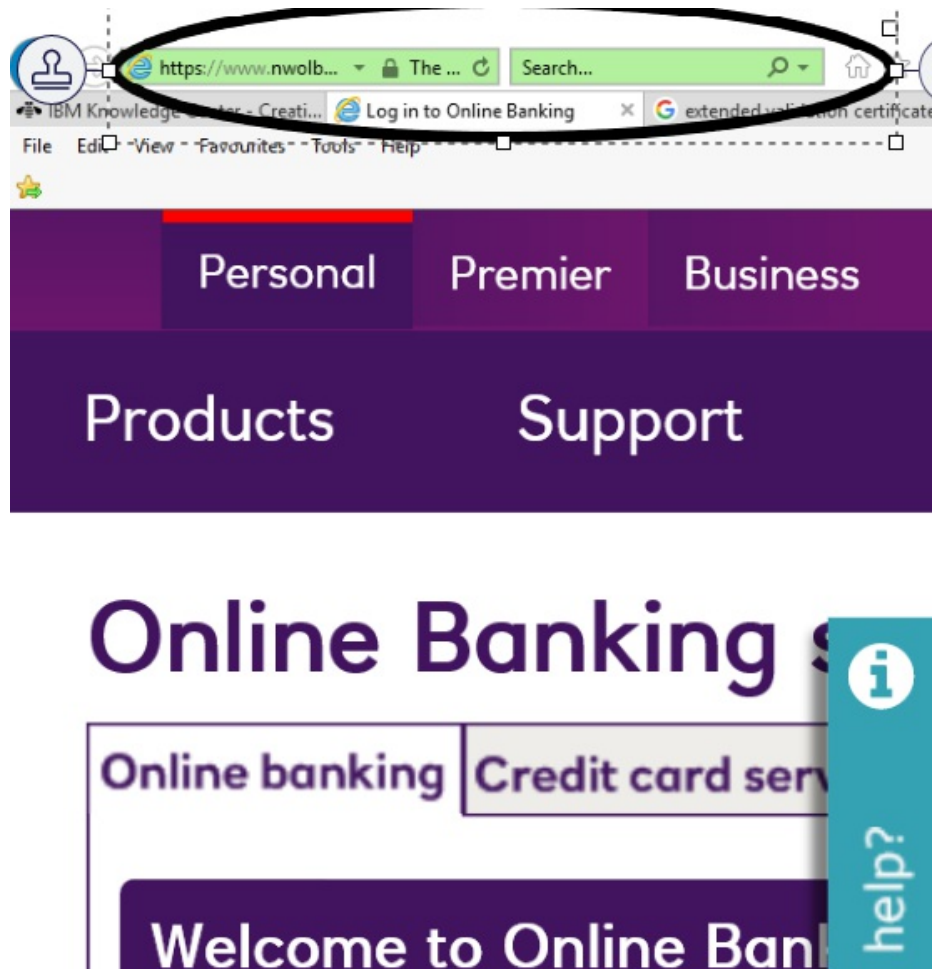 https://www.nwolb... The ... Search...
IBM Knowledge Center - Creati... Log in to Online Banking extended validation certificate
File Edit View Favourites Tools Help
Personal Premier Business
Products Support
Online Banking s
Online banking Credit card serv
help?
Welcome to Online Bank